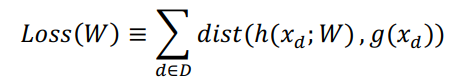 Loss(W) ≡ ∑ dist(h(x_d; W), g(x_d))
d∈D